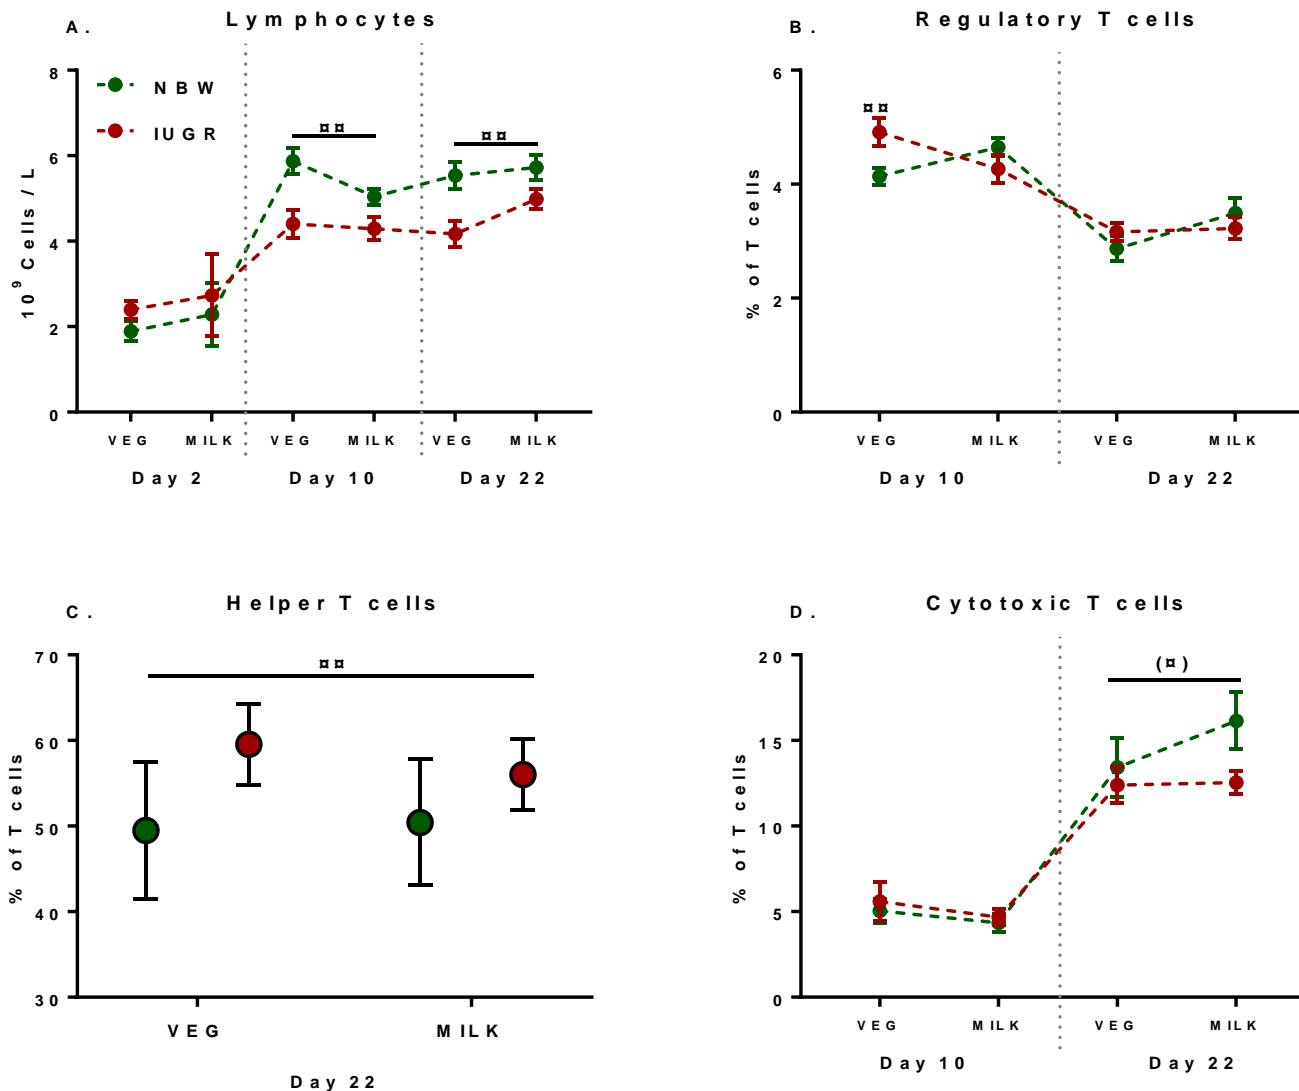 A.
Lymphocytes
8
6
4
2
0
10⁹ Cells / L
NBW
IUGR
¤¤
¤¤
VEG MILK VEG MILK VEG MILK
Day 2 Day 10 Day 22
B.
Regulatory T cells
6
4
2
0
% of T cells
¤¤
VEG MILK VEG MILK
Day 10 Day 22
C.
Helper T cells
70
60
50
40
30
% of T cells
¤¤
VEG MILK
Day 22
D.
Cytotoxic T cells
20
15
10
5
0
% of T cells
(¤)
VEG MILK VEG MILK
Day 10 Day 22